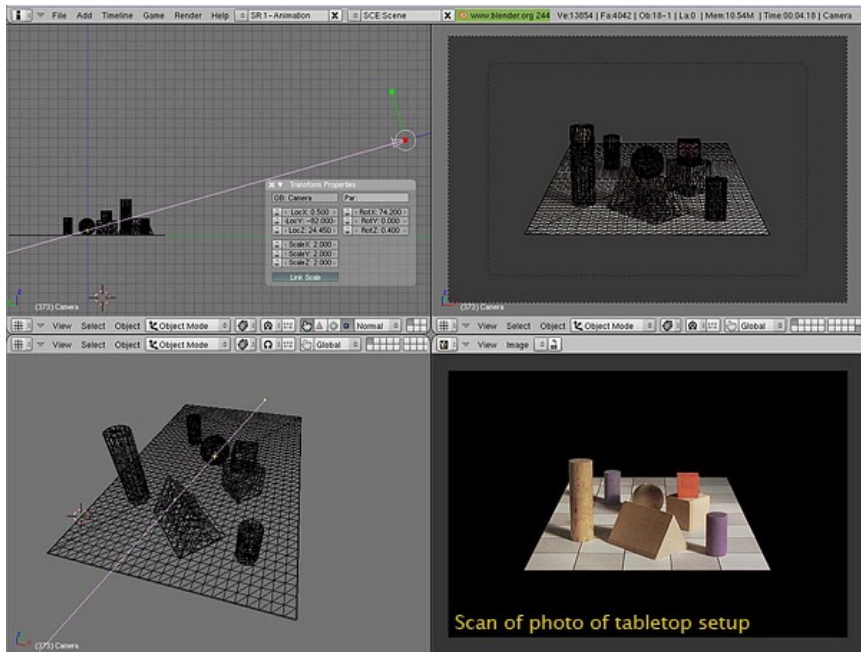 File Add Timeline Game Render Help SR:1-Animation X SCE:Scene X www.blender.org 244 Ve:13854 | Fa:4042 | Ob:18-1 | La:0 | Mem:10.54M | Time:00:04.18 | Camera
Transform Properties
OB: Camera Par:
LocX: 0.500 RotX: 74.200
LocY: -82.000 RotY: 0.000
LocZ: 24.450 RotZ: 0.400
ScaleX: 2.000
ScaleY: 2.000
ScaleZ: 2.000
Link Scale
(373) Camera
(373) Camera
View Select Object Object Mode Normal
View Select Object Object Mode Global
View Select Object Object Mode Global
View Image
Scan of photo of tabletop setup
(373) Camera